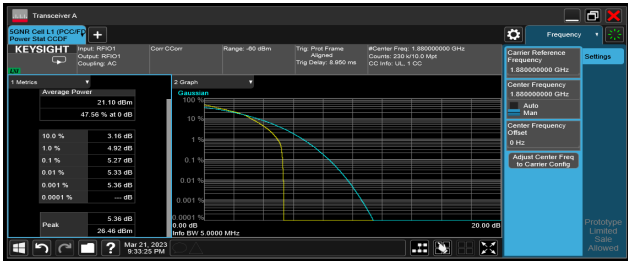 Transceiver A
5GNR Cell L1 (PCC/F
Power Stat CCDF
Frequency
KEYSIGHT
Input: RFIO1
Output: RFIO1
Coupling: AC
Corr CCorr
Range: -60 dBm
Trig: Prot Frame
Aligned
Trig Delay: 8.950 ms
#Center Freq: 1.880000000 GHz
Counts: 230 k/10.0 Mpt
CC Info: UL, 1 CC
1 Metrics
Average Power
21.10 dBm
47.56 % at 0 dB
10.0 % 3.16 dB
1.0 % 4.92 dB
0.1 % 5.27 dB
0.01 % 5.33 dB
0.001 % 5.36 dB
0.0001 % --- dB
Peak
5.36 dB
26.46 dBm
2 Graph
Gaussian
100 %
10 %
1 %
0.1 %
0.01 %
0.001 %
0.0001 %
0.00 dB
20.00 dB
Info BW 5.0000 MHz
Carrier Reference
Frequency
1.880000000 GHz
Center Frequency
1.880000000 GHz
Auto
Man
Center Frequency
Offset
0 Hz
Adjust Center Freq
to Carrier Config
Settings
Prototype
Limited
Sale
Allowed
Mar 21, 2023
9:33:25 PM